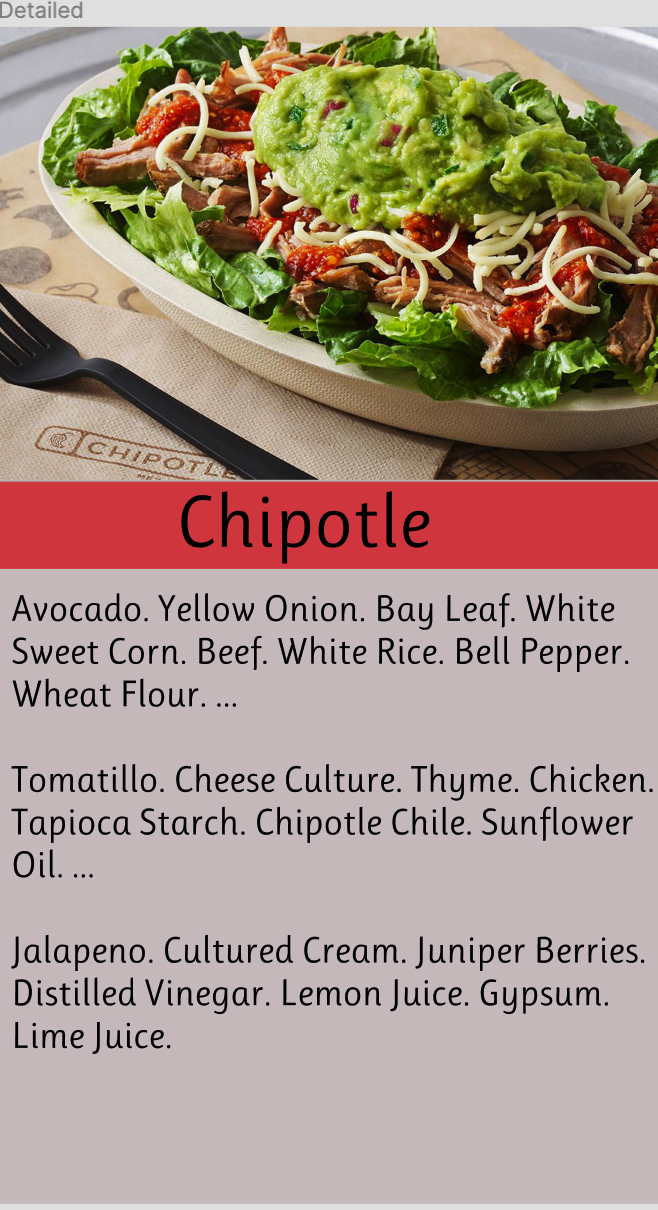 Detailed
CHIPOTLE
Chipotle
Avocado. Yellow Onion. Bay Leaf. White
Sweet Corn. Beef. White Rice. Bell Pepper.
Wheat Flour. ...
Tomatillo. Cheese Culture. Thyme. Chicken.
Tapioca Starch. Chipotle Chile. Sunflower
Oil. ...
Jalapeno. Cultured Cream. Juniper Berries.
Distilled Vinegar. Lemon Juice. Gypsum.
Lime Juice.